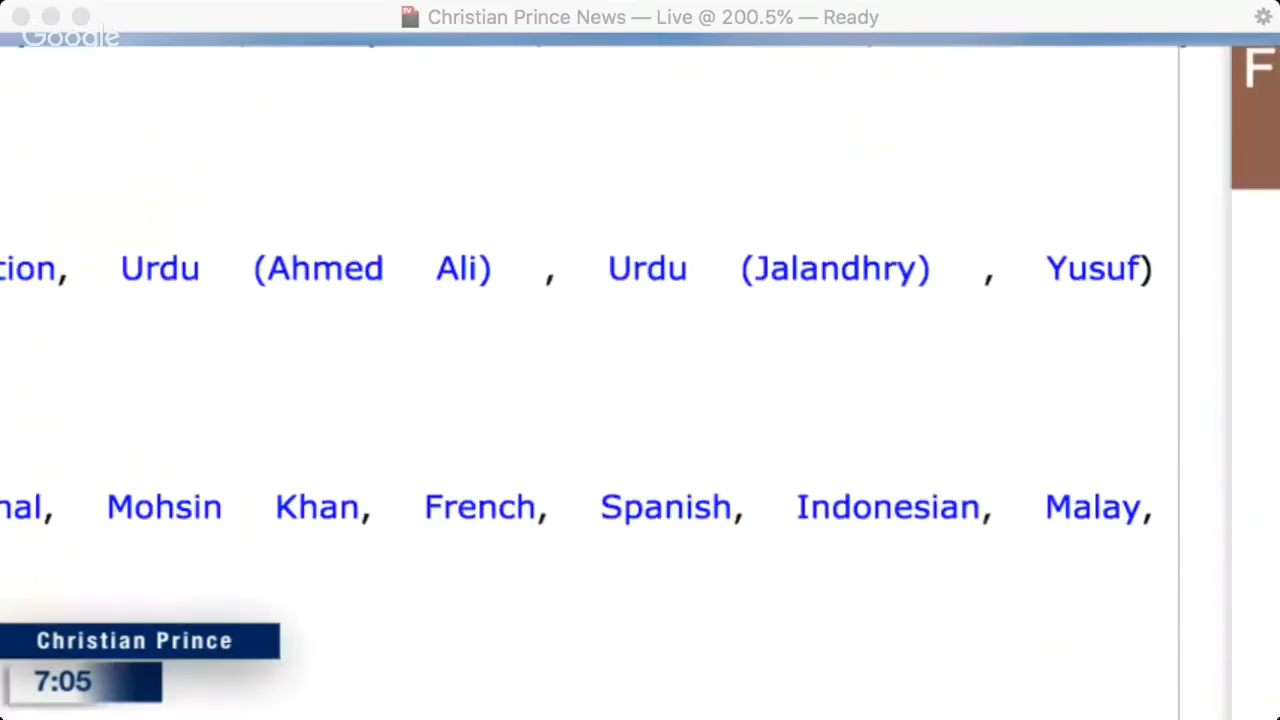 Christian Prince News — Live @ 200.5% — Ready
Google
F
tion, Urdu (Ahmed Ali) , Urdu (Jalandhry) , Yusuf)
nal, Mohsin Khan, French, Spanish, Indonesian, Malay,
Christian Prince
7:05